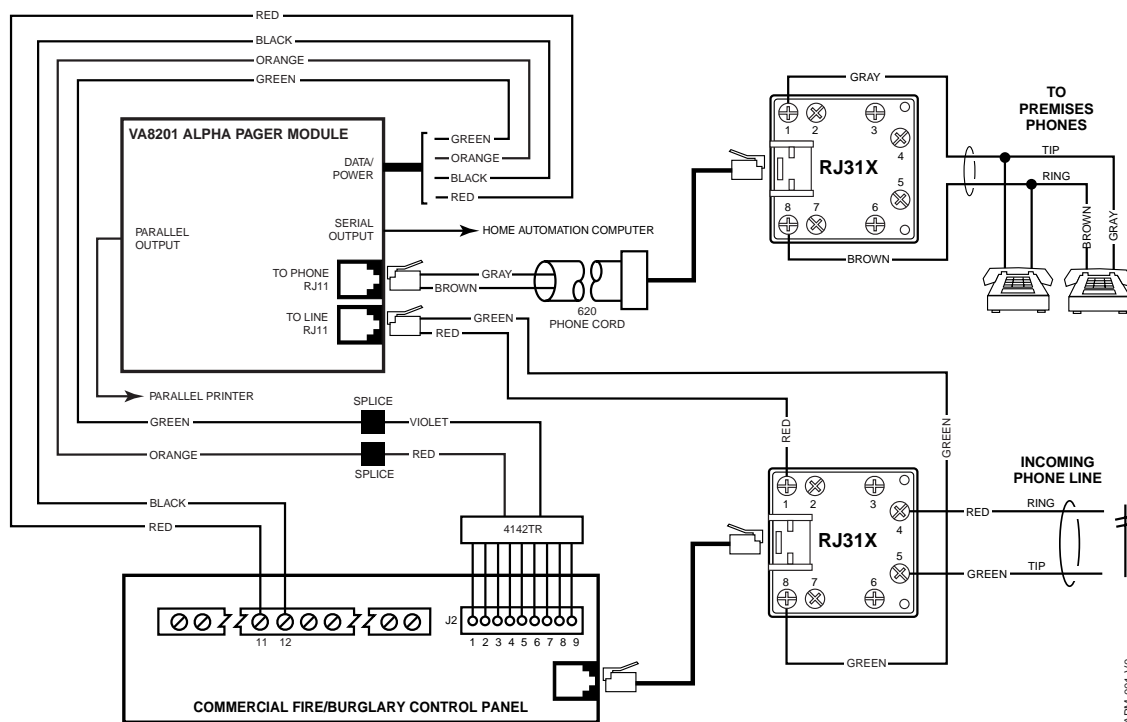 RED
BLACK
ORANGE
GREEN
VA8201 ALPHA PAGER MODULE
DATA/
POWER
GREEN
ORANGE
BLACK
RED
PARALLEL
OUTPUT
SERIAL
OUTPUT
HOME AUTOMATION COMPUTER
TO PHONE
RJ11
GRAY
BROWN
TO LINE
RJ11
GREEN
RED
620
PHONE CORD
PARALLEL PRINTER
GRAY
1
2
3
4
5
6
7
8
RJ31X
BROWN
TO
PREMISES
PHONES
TIP
RING
BROWN
GRAY
SPLICE
GREEN
VIOLET
ORANGE
RED
SPLICE
BLACK
RED
4142TR
RED
GREEN
1
2
3
4
5
6
7
8
RJ31X
INCOMING
PHONE LINE
RED
RING
GREEN
TIP
GREEN
11
12
J2
1 2 3 4 5 6 7 8 9
COMMERCIAL FIRE/BURGLARY CONTROL PANEL